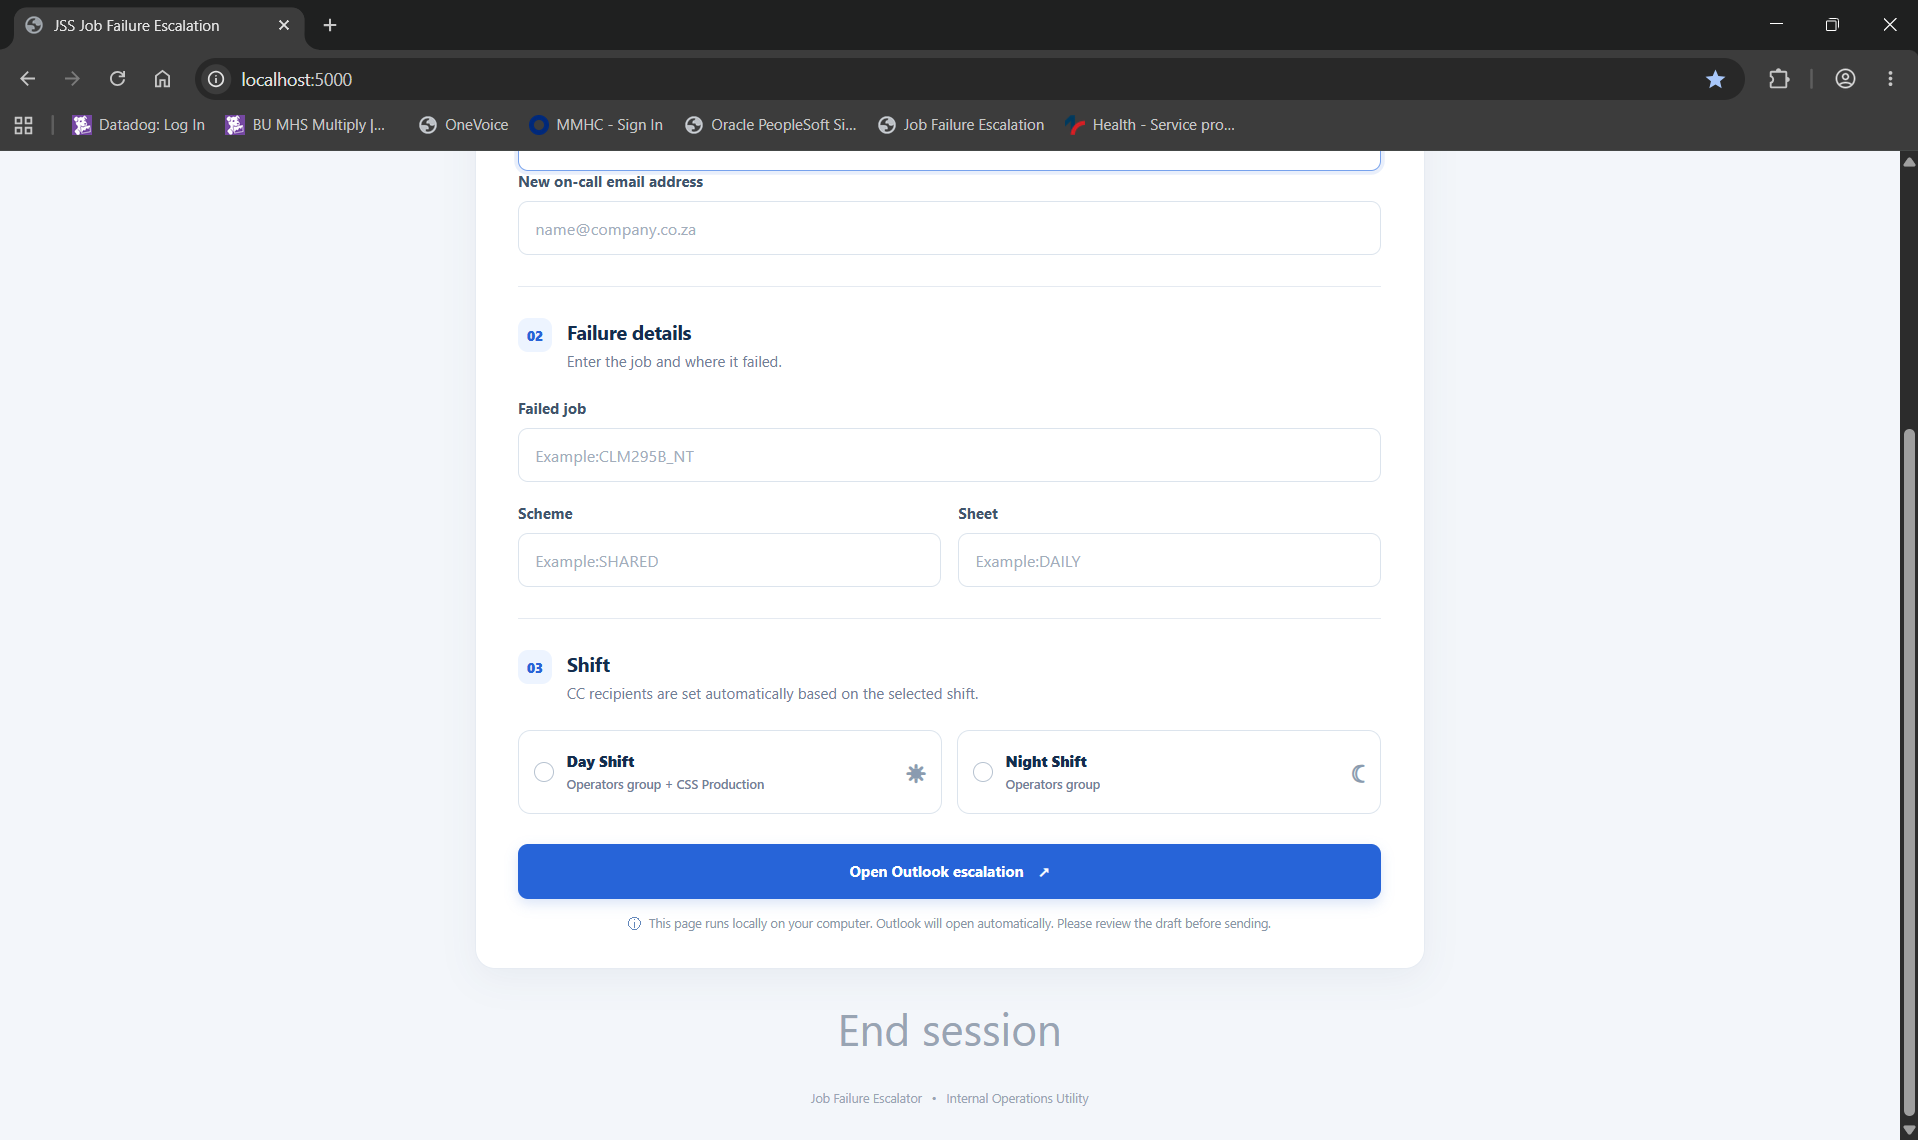 JSS Job Failure Escalation
localhost:5000
Datadog: Log In
BU MHS Multiply |...
OneVoice
MMHC - Sign In
Oracle PeopleSoft Si...
Job Failure Escalation
Health - Service pro...
New on-call email address
name@company.co.za
02
Failure details
Enter the job and where it failed.
Failed job
Example:CLM295B_NT
Scheme
Sheet
Example:SHARED
Example:DAILY
03
Shift
CC recipients are set automatically based on the selected shift.
Day Shift
Operators group + CSS Production
Night Shift
Operators group
Open Outlook escalation ↗
This page runs locally on your computer. Outlook will open automatically. Please review the draft before sending.
End session
Job Failure Escalator • Internal Operations Utility